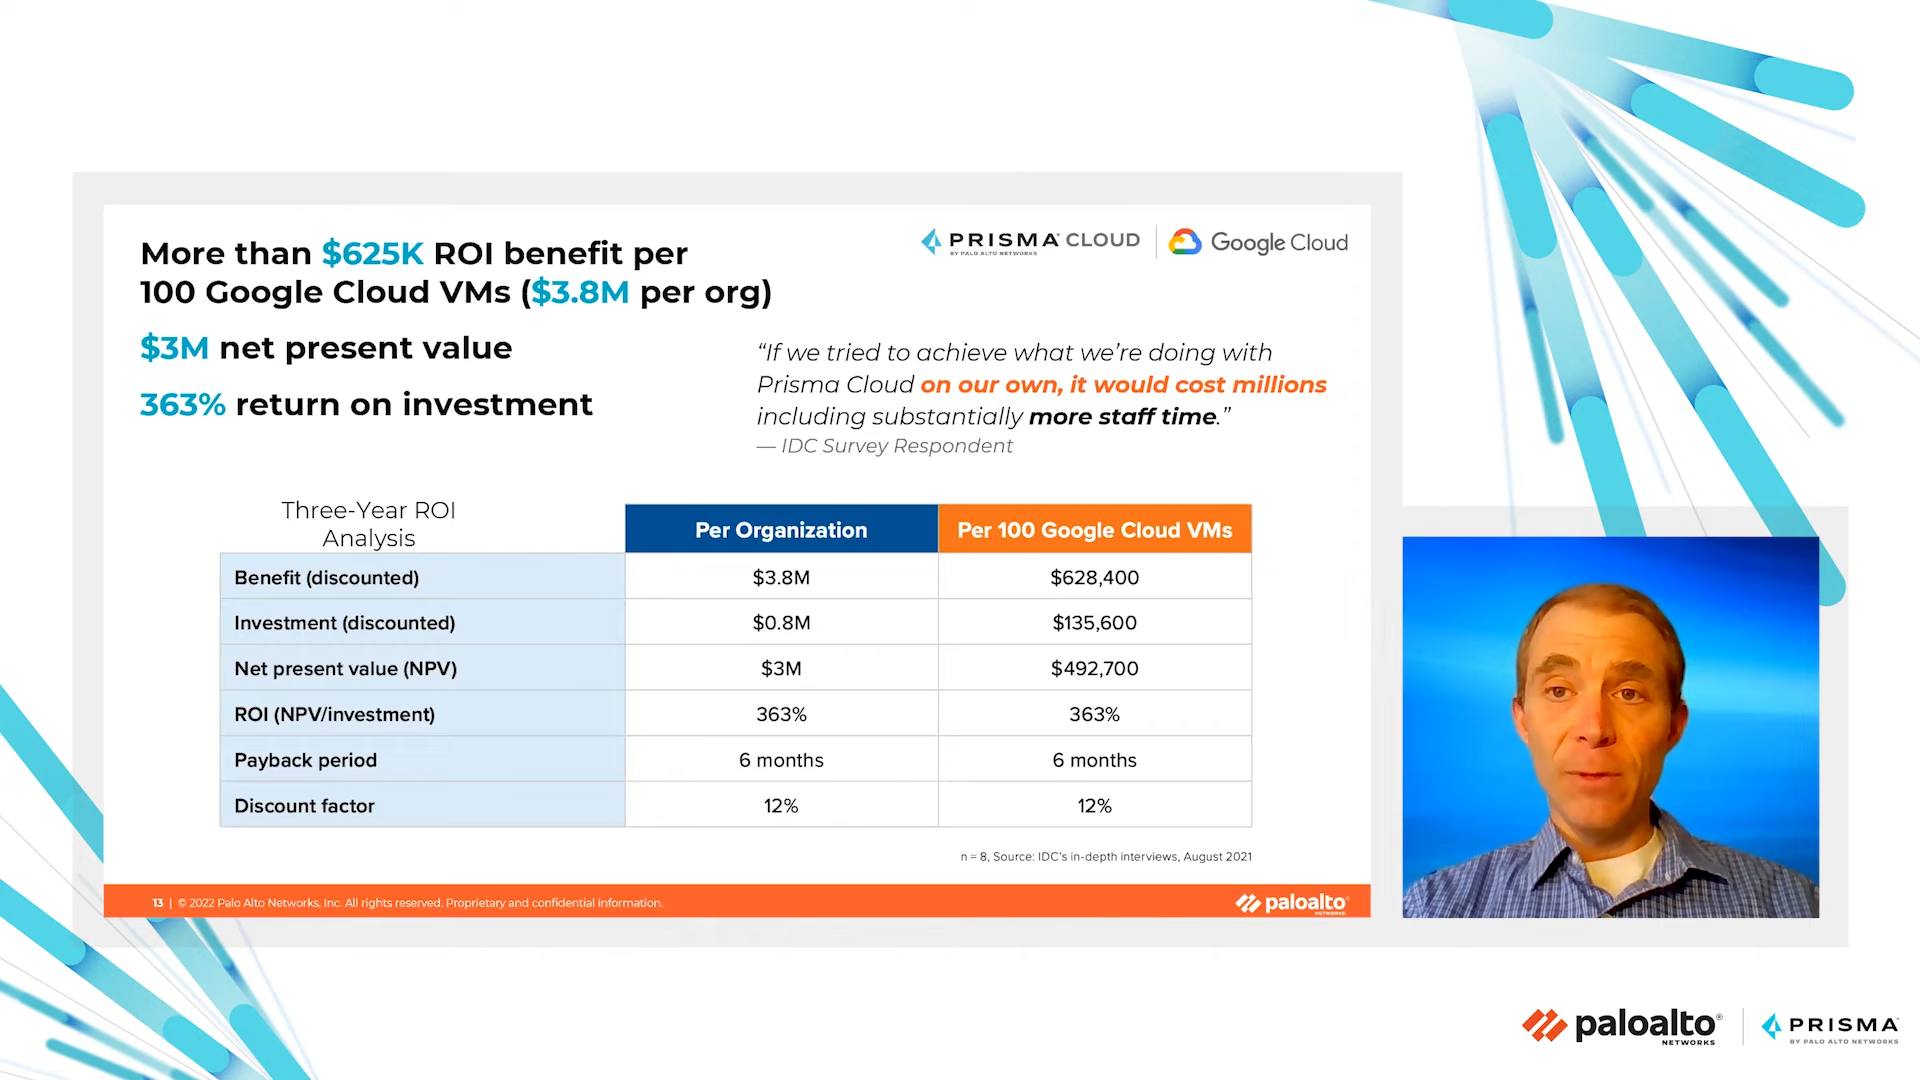 More than $625K ROI benefit per
100 Google Cloud VMs ($3.8M per org)
$3M net present value
363% return on investment
PRISMA CLOUD
BY PALO ALTO NETWORKS
Google Cloud
“If we tried to achieve what we’re doing with
Prisma Cloud on our own, it would cost millions
including substantially more staff time.”
— IDC Survey Respondent
Three-Year ROI
Analysis
Per Organization
Per 100 Google Cloud VMs
Benefit (discounted)
$3.8M
$628,400
Investment (discounted)
$0.8M
$135,600
Net present value (NPV)
$3M
$492,700
ROI (NPV/investment)
363%
363%
Payback period
6 months
6 months
Discount factor
12%
12%
n = 8, Source: IDC’s in-depth interviews, August 2021
13 | © 2022 Palo Alto Networks, Inc. All rights reserved. Proprietary and confidential information.
paloalto
NETWORKS
paloalto®
NETWORKS
PRISMA
BY PALO ALTO NETWORKS